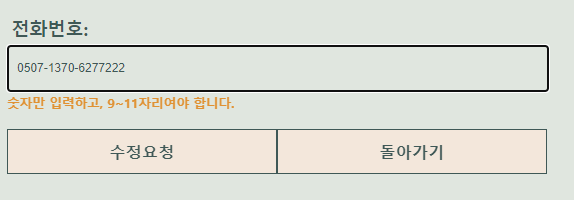 전화번호:
0507-1370-6277222
숫자만 입력하고, 9~11자리여야 합니다.
수정요청 돌아가기